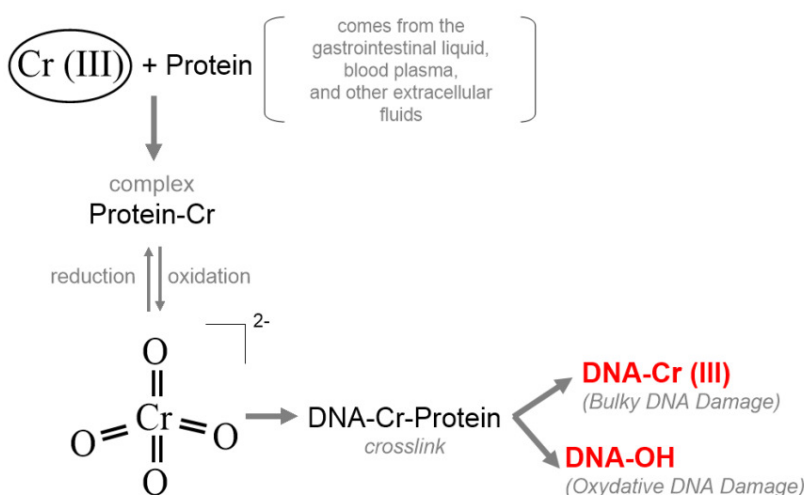 Cr (III) + Protein
comes from the
gastrointestinal liquid,
blood plasma,
and other extracellular
fluids
complex
Protein-Cr
reduction
oxidation
2-
O
O
Cr
O
O
DNA-Cr-Protein
crosslink
DNA-Cr (III)
(Bulky DNA Damage)
DNA-OH
(Oxydative DNA Damage)